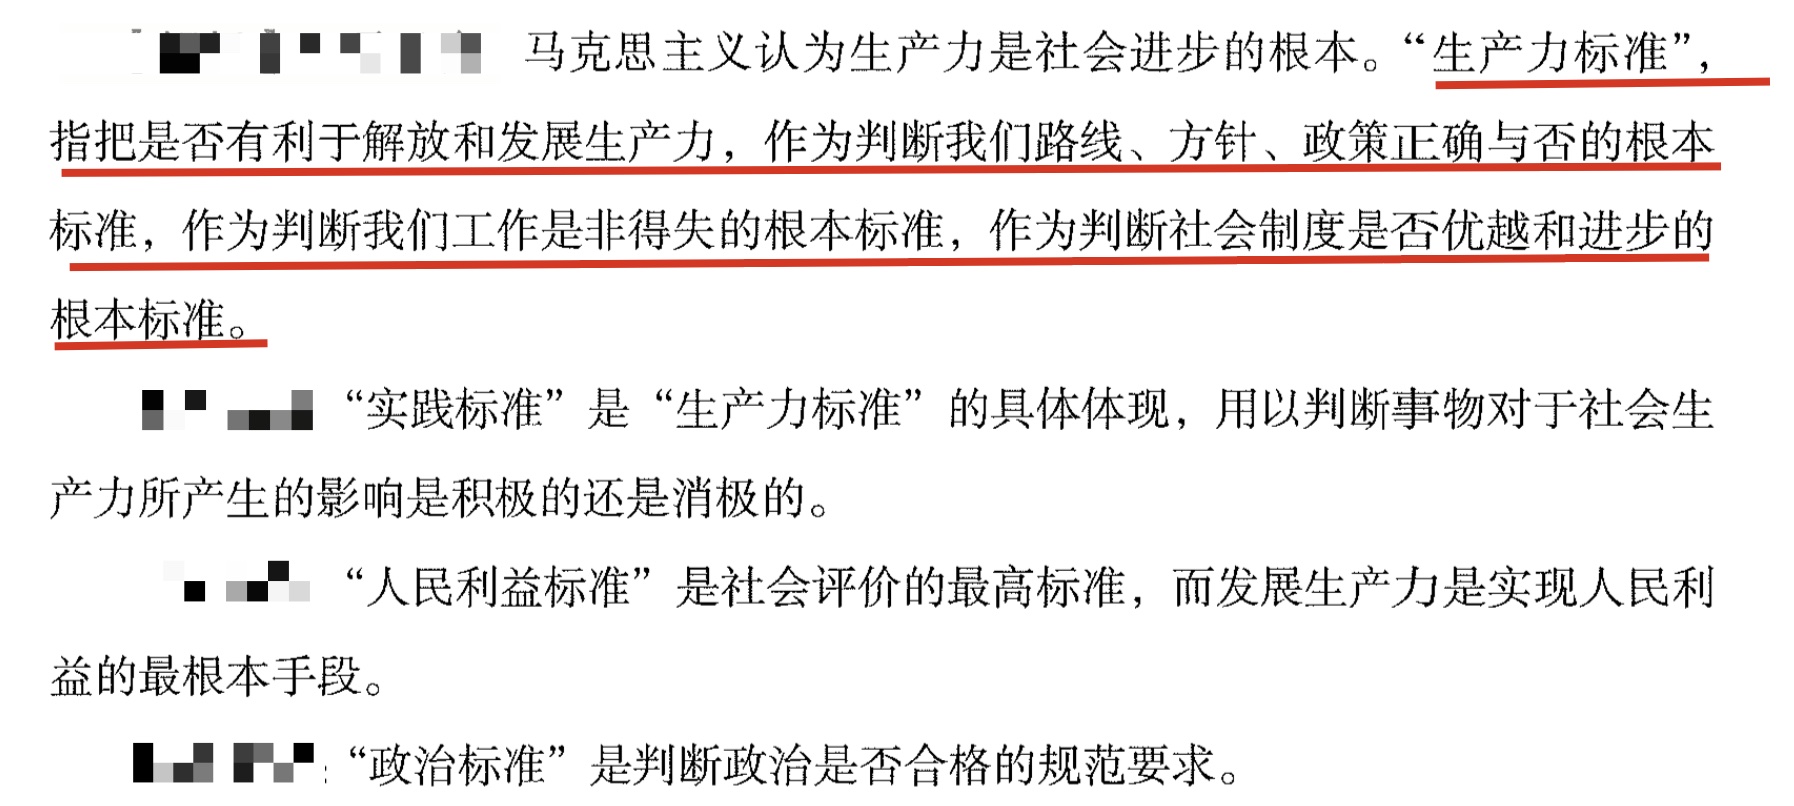 马克思主义认为生产力是社会进步的根本。“生产力标准”，
指把是否有利于解放和发展生产力，作为判断我们路线、方针、政策正确与否的根本
标准，作为判断我们工作是非得失的根本标准，作为判断社会制度是否优越和进步的
根本标准。
“实践标准”是“生产力标准”的具体体现，用以判断事物对于社会生
产力所产生的影响是积极的还是消极的。
“人民利益标准”是社会评价的最高标准，而发展生产力是实现人民利
益的最根本手段。
：“政治标准”是判断政治是否合格的规范要求。